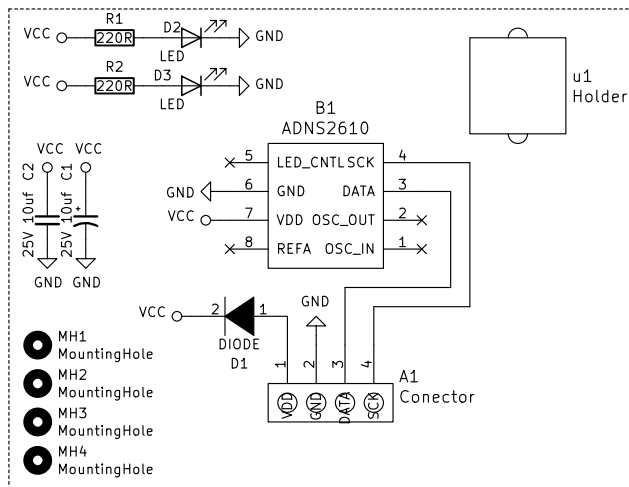 R1
VCC
220R
D2
LED
GND
R2
VCC
220R
D3
LED
GND
u1
Holder
B1
ADNS2610
5 LED_CNTL SCK 4
GND 6 GND DATA 3
VCC 7 VDD OSC_OUT 2
8 REFA OSC_IN 1
VCC VCC
25V 10uf C2
25V 10uf C1
+
GND GND
VCC 2 1
DIODE
D1
GND
1 2 3 4
VDD GND DATA SCK
A1
Conector
MH1
MountingHole
MH2
MountingHole
MH3
MountingHole
MH4
MountingHole